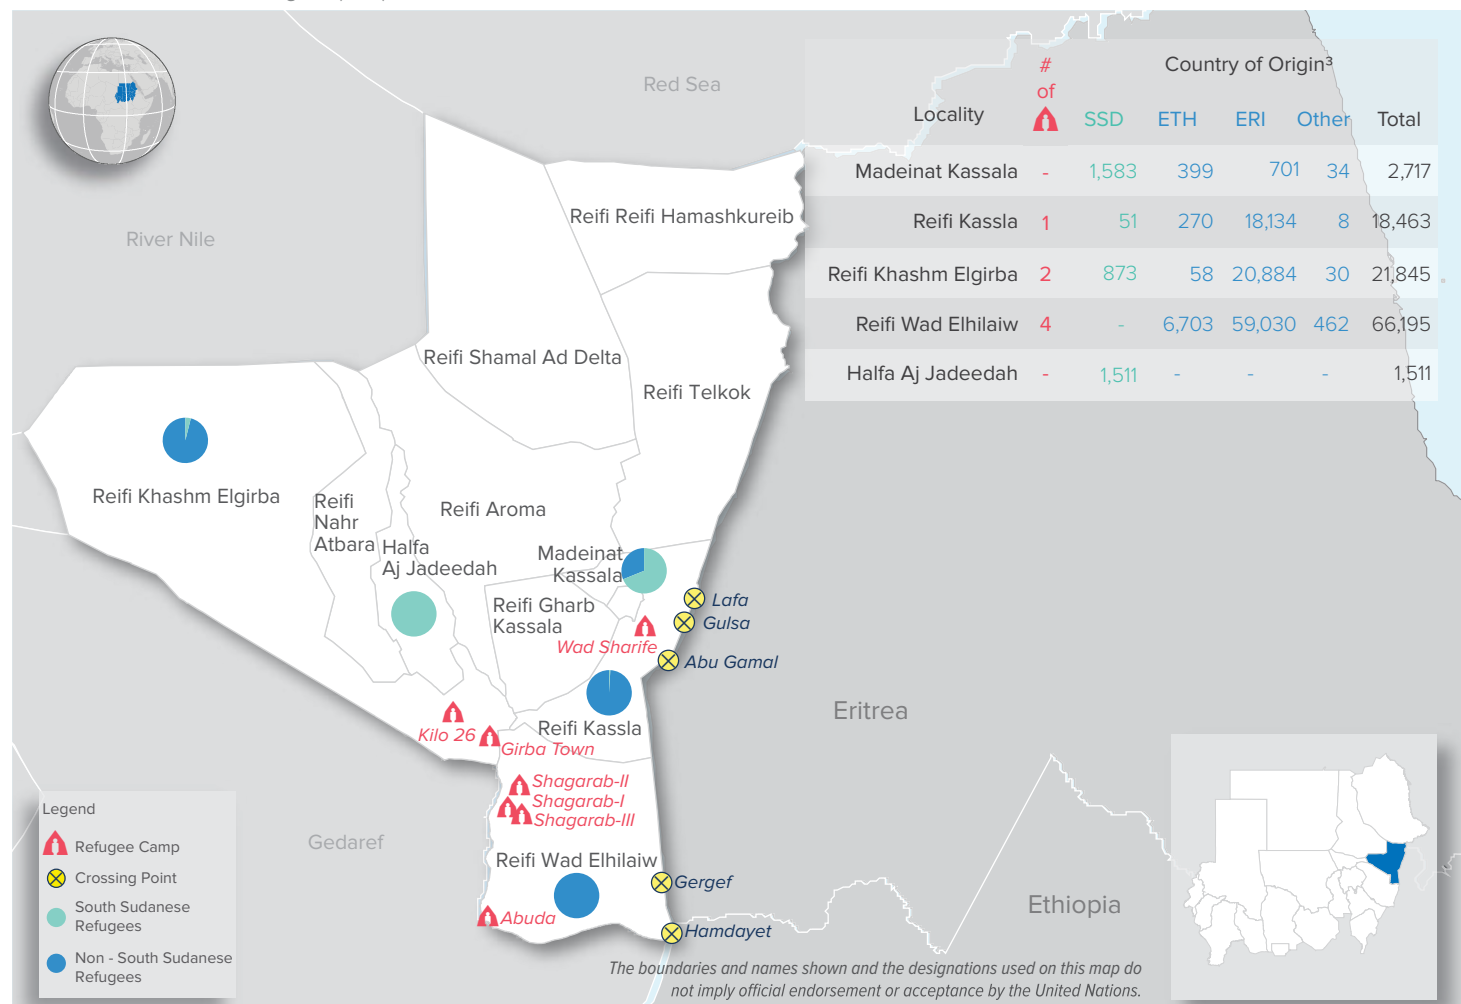 Red Sea
River Nile
#
of
Country of Origin³
Locality SSD ETH ERI Other Total
Madeinat Kassala - 1,583 399 701 34 2,717
Reifi Kassla 1 51 270 18,134 8 18,463
Reifi Khashm Elgirba 2 873 58 20,884 30 21,845
Reifi Wad Elhilaiw 4 - 6,703 59,030 462 66,195
Halfa Aj Jadeedah - 1,511 - - - 1,511
Reifi Reifi Hamashkureib
Reifi Shamal Ad Delta
Reifi Telkok
Reifi Khashm Elgirba
Reifi
Nahr
Atbara
Reifi Aroma
Halfa
Aj Jadeedah
Madeinat
Kassala
Reifi Gharb
Kassala
Lafa
Gulsa
Wad Sharife
Abu Gamal
Eritrea
Kilo 26
Reifi Kassla
Girba Town
Shagarab-II
Shagarab-I
Shagarab-III
Gedaref
Reifi Wad Elhilaiw
Gergef
Abuda
Hamdayet
Ethiopia
Legend
Refugee Camp
Crossing Point
South Sudanese
Refugees
Non - South Sudanese
Refugees
The boundaries and names shown and the designations used on this map do
not imply official endorsement or acceptance by the United Nations.